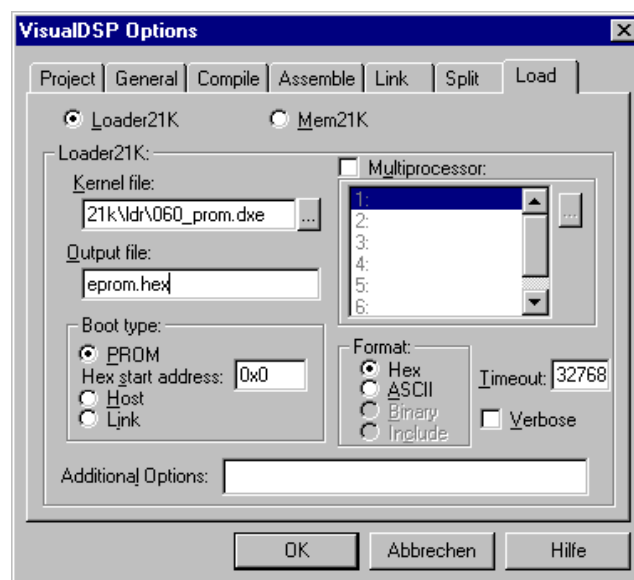 VisualDSP Options
Project General Compile Assemble Link Split Load
Loader21K Mem21K
Loader21K:
Multiprocessor:
Kernel file:
21k\ldr\060_prom.dxe ...
1:
2:
3:
4:
5:
6:
...
Output file:
eprom.hex
Boot type:
PROM
Hex start address: 0x0
Host
Link
Format:
Hex
ASCII
Binary
Include
Timeout: 32768
Verbose
Additional Options:
OK Abbrechen Hilfe